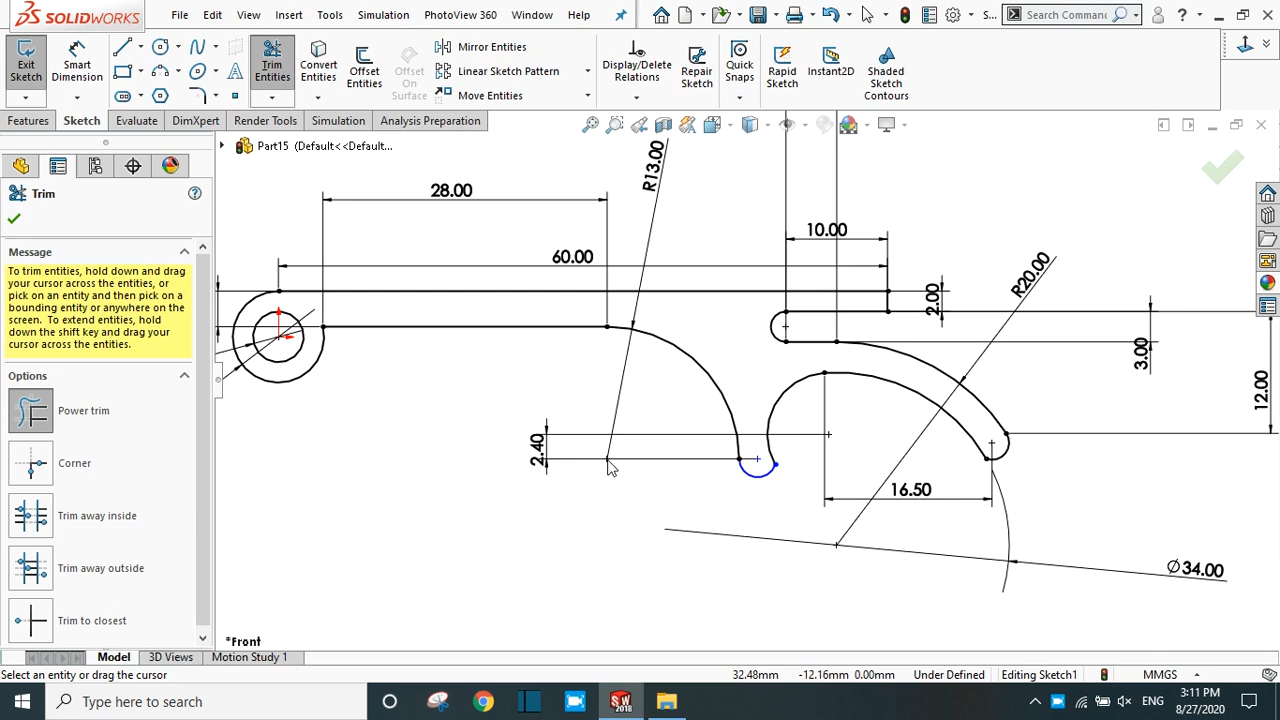 SOLIDWORKS File Edit View Insert Tools Simulation PhotoView 360 Window Help S... Search Comman
Exit Sketch
Smart Dimension
Trim Entities
Convert Entities
Offset Entities
Offset On Surface
Mirror Entities
Linear Sketch Pattern
Move Entities
Display/Delete Relations
Repair Sketch
Quick Snaps
Rapid Sketch
Instant2D
Shaded Sketch Contours
Features Sketch Evaluate DimXpert Render Tools Simulation Analysis Preparation
Part15 (Default<<Default...
Trim
Message
To trim entities, hold down and drag
your cursor across the entities, or
pick on an entity and then pick on a
bounding entity or anywhere on the
screen. To extend entities, hold
down the shift key and drag your
cursor across the entities.
Options
Power trim
Corner
Trim away inside
Trim away outside
Trim to closest
R13.00
28.00
10.00
60.00
R20.00
2.00
3.00
12.00
2.40
16.50
Ø34.00
*Front
Model 3D Views Motion Study 1
Select an entity or drag the cursor 32.48mm -12.16mm 0.00mm Under Defined Editing Sketch1 MMGS
Type here to search
SW
2018
ENG
3:11 PM
8/27/2020